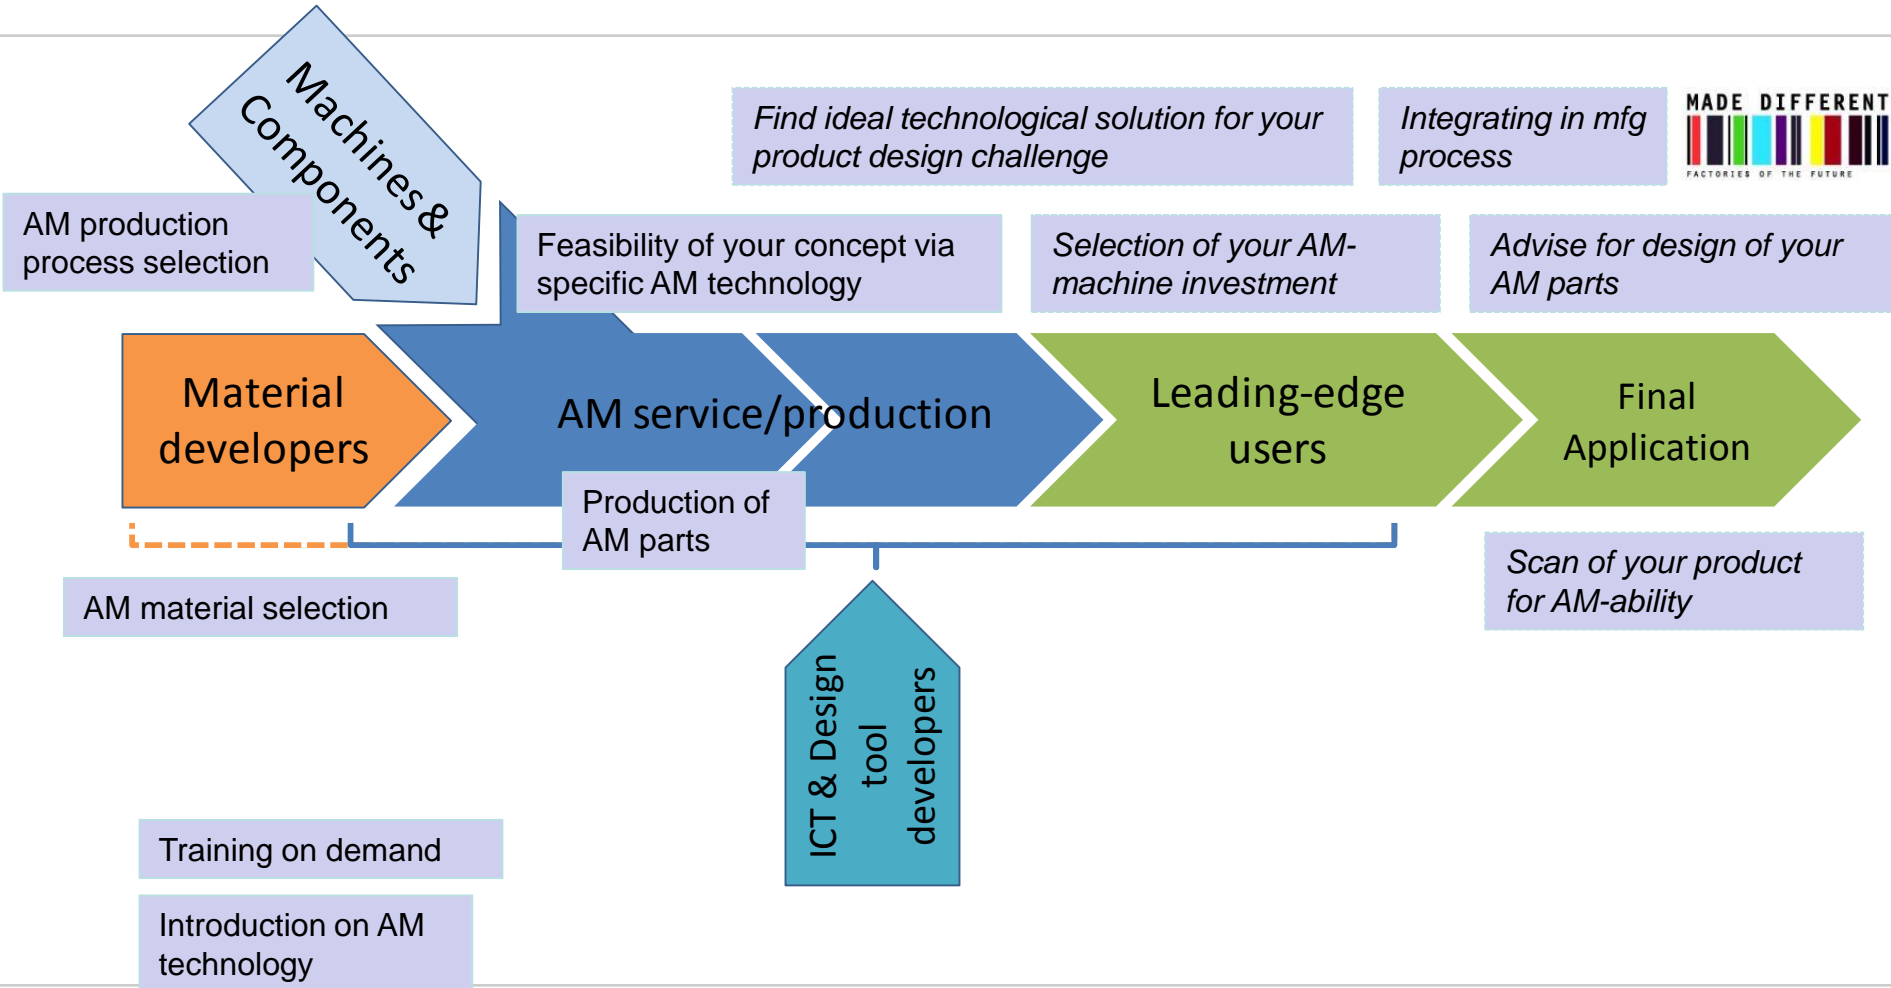 Machines &
Components
Find ideal technological solution for your
product design challenge
Integrating in mfg
process
MADE DIFFERENT
FACTORIES OF THE FUTURE
AM production
process selection
Feasibility of your concept via
specific AM technology
Selection of your AM-
machine investment
Advise for design of your
AM parts
Material
developers
AM service/production
Leading-edge
users
Final
Application
Production of
AM parts
Scan of your product
for AM-ability
AM material selection
ICT & Design
tool
developers
Training on demand
Introduction on AM
technology